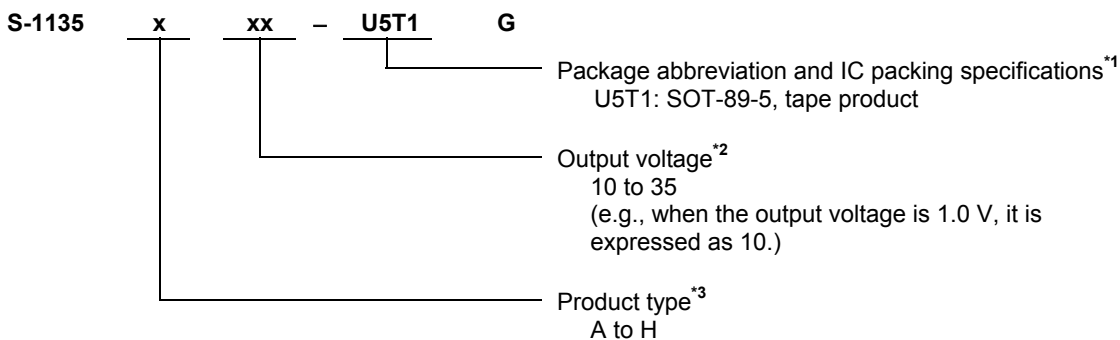 S-1135 x xx – U5T1 G
Package abbreviation and IC packing specifications*1
U5T1: SOT-89-5, tape product
Output voltage*2
10 to 35
(e.g., when the output voltage is 1.0 V, it is
expressed as 10.)
Product type*3
A to H